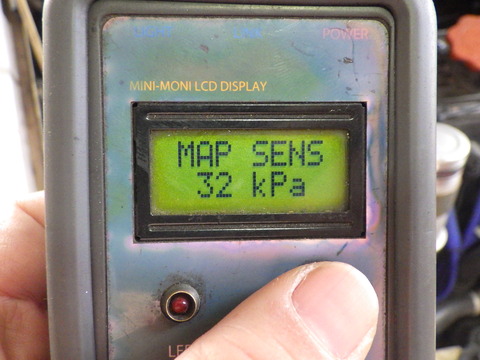 POWER
MINI-MONI LCD DISPLAY
MAP SENS
32 kPa